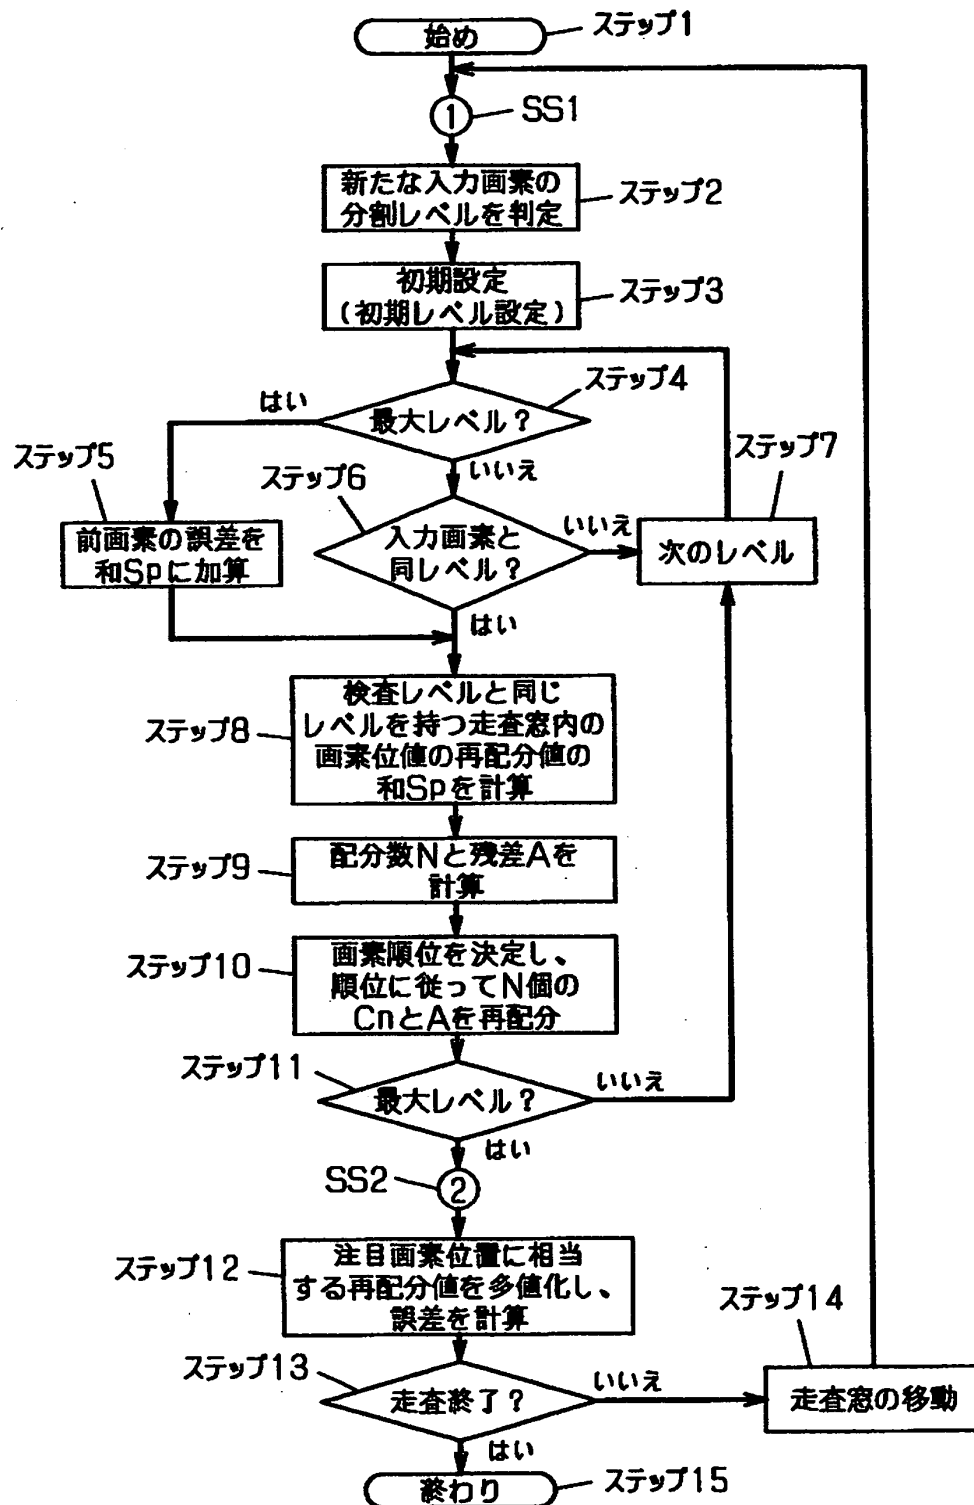 始め
ステップ1
1
SS1
新たな入力画素の
分割レベルを判定
ステップ2
初期設定
(初期レベル設定)
ステップ3
ステップ4
はい
最大レベル?
いいえ
ステップ5
前画素の誤差を
和Spに加算
ステップ6
入力画素と
同レベル?
いいえ
はい
ステップ7
次のレベル
検査レベルと同じ
レベルを持つ走査窓内の
画素位値の再配分値の
和Spを計算
ステップ8
配分数Nと残差Aを
計算
ステップ9
画素順位を決定し、
順位に従ってN個の
CnとAを再配分
ステップ10
ステップ11
最大レベル?
いいえ
はい
SS2
2
注目画素位置に相当
する再配分値を多値化し、
誤差を計算
ステップ12
ステップ13
走査終了?
いいえ
はい
ステップ14
走査窓の移動
終わり
ステップ15